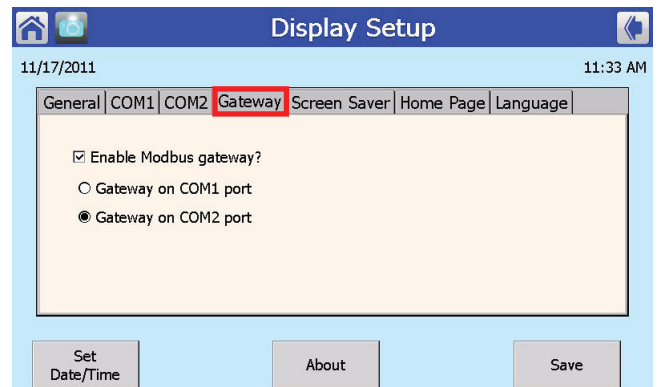 Display Setup
11/17/2011 11:33 AM
General COM1 COM2 Gateway Screen Saver Home Page Language
Enable Modbus gateway?
Gateway on COM1 port
Gateway on COM2 port
Set
Date/Time
About
Save